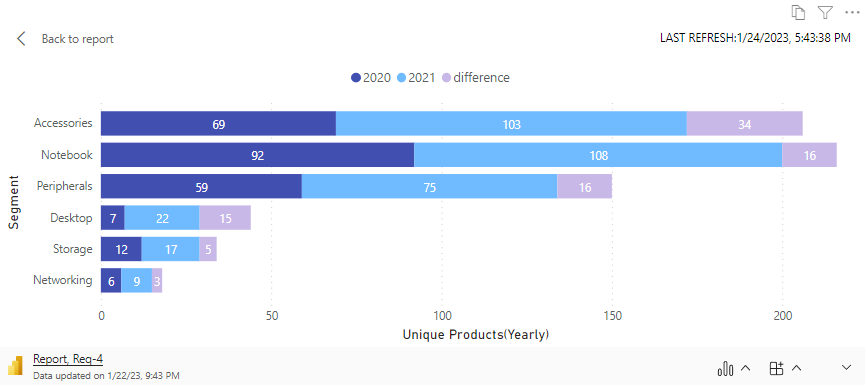 Back to report
LAST REFRESH:1/24/2023, 5:43:38 PM
2020 2021 difference
Segment
Accessories 69 103 34
Notebook 92 108 16
Peripherals 59 75 16
Desktop 7 22 15
Storage 12 17 5
Networking 6 9 3
0 50 100 150 200
Unique Products(Yearly)
Report, Req-4
Data updated on 1/22/23, 9:43 PM